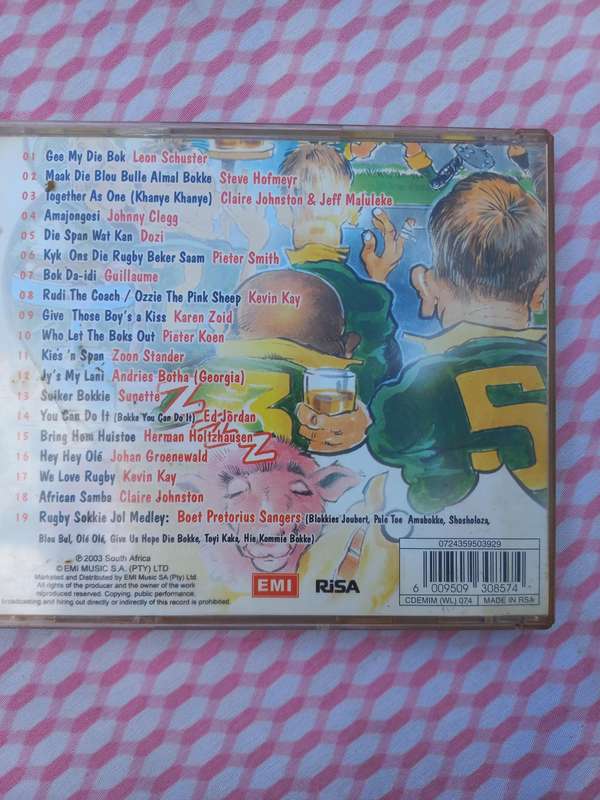 01 Gee My Die Bok Leon Schuster
02 Maak Die Blou Bulle Almal Bokke Steve Hofmeyr
03 Together As One (Khanye Khanye) Claire Johnston & Jeff Maluleke
04 Amajongosi Johnny Clegg
05 Die Span Wat Kan Dozi
06 Kyk Ons Die Rugby Beker Saam Pieter Smith
07 Bok Da-idi Guillaume
08 Rudi The Coach / Ozzie The Pink Sheep Kevin Kay
09 Give Those Boy's a Kiss Karen Zoid
10 Who Let The Boks Out Pieter Koen
11 Kies 'n Span Zoon Stander
12 Jy's My Lam Andries Botha (Georgia)
13 Suiker Bokkie Supetté
14 You Can Do It (Bokke You Can Do It) Ed Jordan
15 Bring Hom Huistoe Herman Holtzhausen
16 Hey Hey Olé Johan Groenewald
17 We Love Rugby Kevin Kay
18 African Samba Claire Johnston
19 Rugby Sokkie Jol Medley: Boet Pretorius Sangers (Blokkies Joubert, Pale Toe Amabokke, Shosholoza,
Blou Bul, Olé Olé, Give Us Hope Die Bokke, Toyi Kaka, Hie Kommie Bokke)
Z Z Z
3 5
℗ 2003 South Africa
© EMI MUSIC S.A. (PTY) LTD
Marketed and Distributed by EMI Music SA (Pty) Ltd
All rights of the producer and the owner of the work
reproduced reserved. Copying, public performance,
broadcasting and hiring out directly or indirectly of this record is prohibited.
EMI RiSA
0724359503929
6 009509 308574
CDEMIM (WL) 074 MADE IN RSA